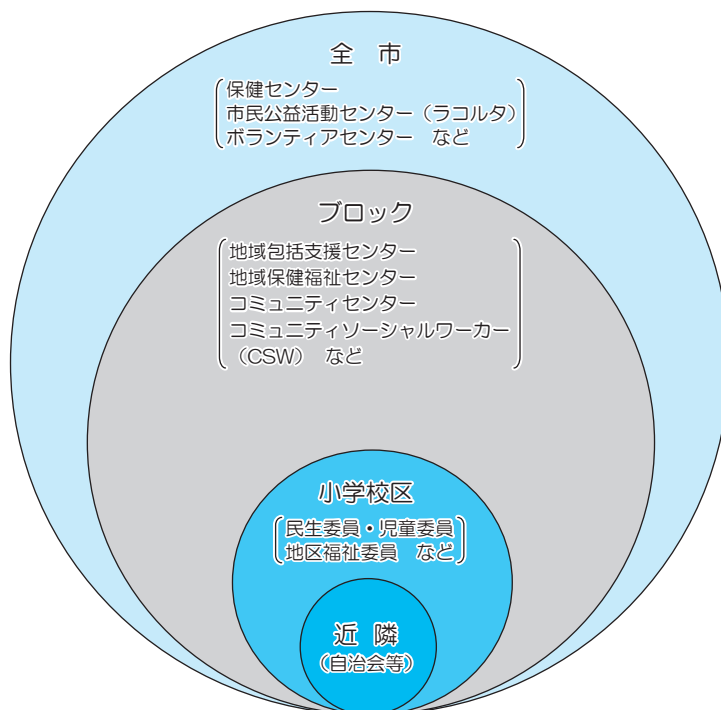 全　市
保健センター
市民公益活動センター（ラコルタ）
ボランティアセンター　など
ブロック
地域包括支援センター
地域保健福祉センター
コミュニティセンター
コミュニティソーシャルワーカー
（CSW）　など
小学校区
民生委員・児童委員
地区福祉委員　など
近　隣
（自治会等）